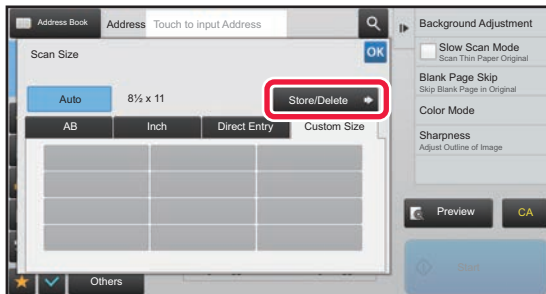 Address Book
Address Touch to input Address
Background Adjustment
Scan Size
OK
Slow Scan Mode
Scan Thin Paper Original
Blank Page Skip
Skip Blank Page in Original
Auto
8½ x 11
Store/Delete
Color Mode
AB
Inch
Direct Entry
Custom Size
Sharpness
Adjust Outline of Image
Preview
CA
Start
Others